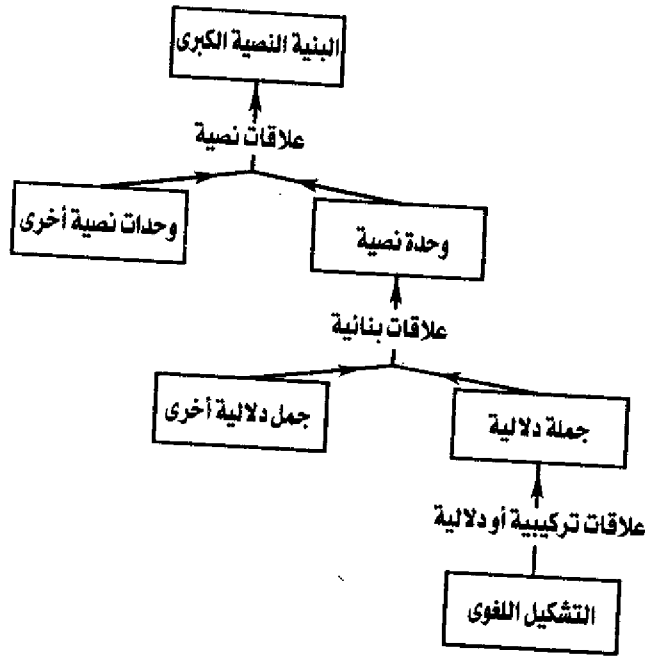 البنية النصية الكبرى
علاقات نصية
وحدة نصية
وحدات نصية أخرى
علاقات بنائية
جملة دلالية
جمل دلالية أخرى
علاقات تركيبية أو دلالية
التشكيل اللغوى